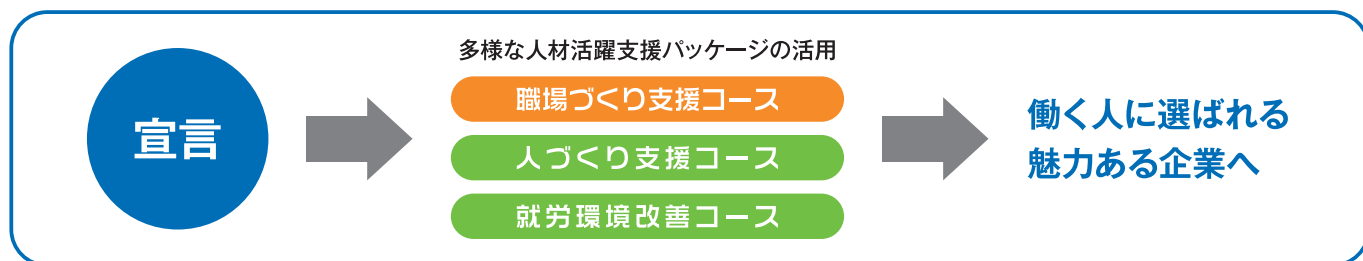 宣言
多様な人材活躍支援パッケージの活用
職場づくり支援コース
人づくり支援コース
就労環境改善コース
働く人に選ばれる
魅力ある企業へ